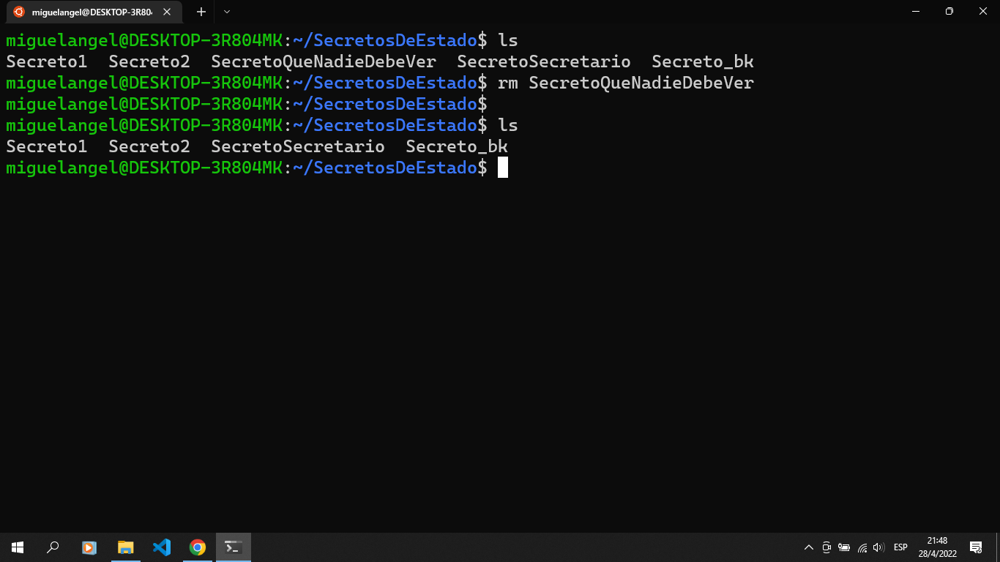 miguelangel@DESKTOP-3R80
miguelangel@DESKTOP-3R804MK:~/SecretosDeEstado$ ls
Secreto1  Secreto2  SecretoQueNadieDebeVer  SecretoSecretario  Secreto_bk
miguelangel@DESKTOP-3R804MK:~/SecretosDeEstado$ rm SecretoQueNadieDebeVer
miguelangel@DESKTOP-3R804MK:~/SecretosDeEstado$
miguelangel@DESKTOP-3R804MK:~/SecretosDeEstado$ ls
Secreto1  Secreto2  SecretoSecretario  Secreto_bk
miguelangel@DESKTOP-3R804MK:~/SecretosDeEstado$
ESP
21:48
28/4/2022